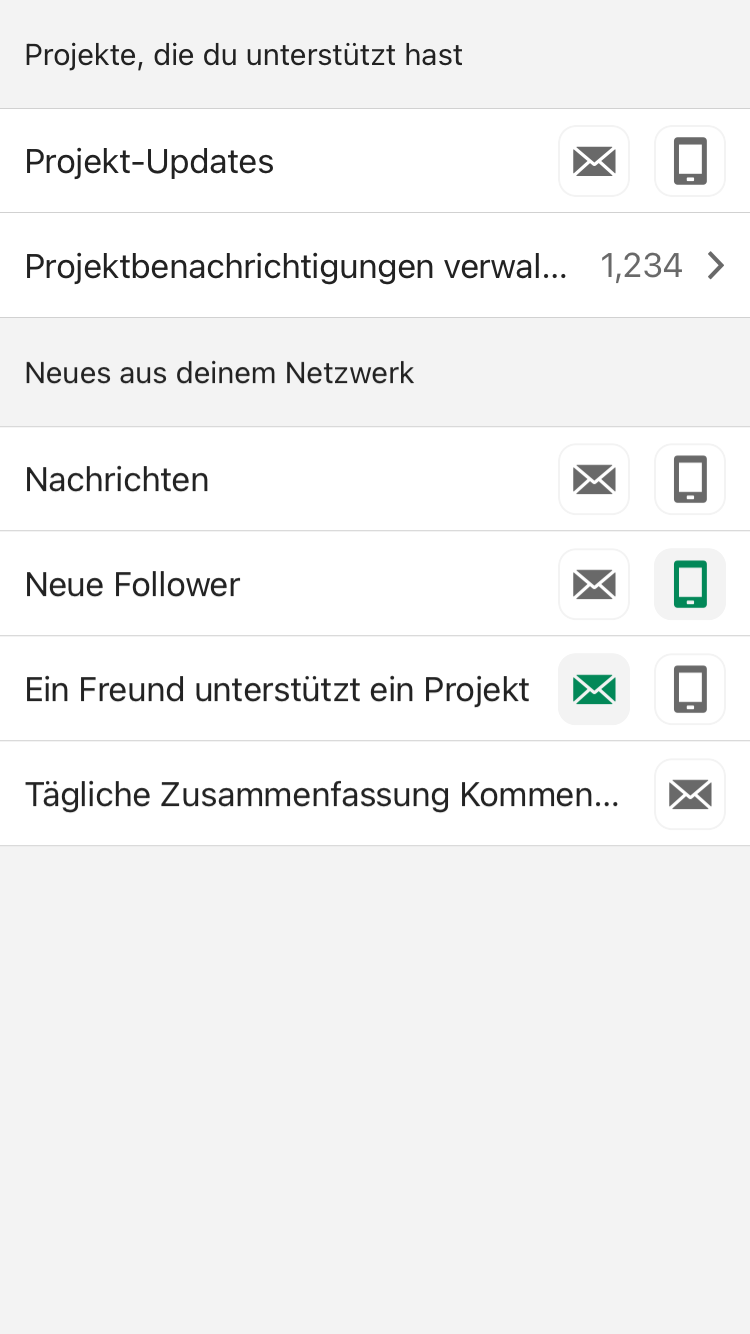 Projekte, die du unterstützt hast
Projekt-Updates
Projektbenachrichtigungen verwal... 1,234
Neues aus deinem Netzwerk
Nachrichten
Neue Follower
Ein Freund unterstützt ein Projekt
Tägliche Zusammenfassung Kommen...